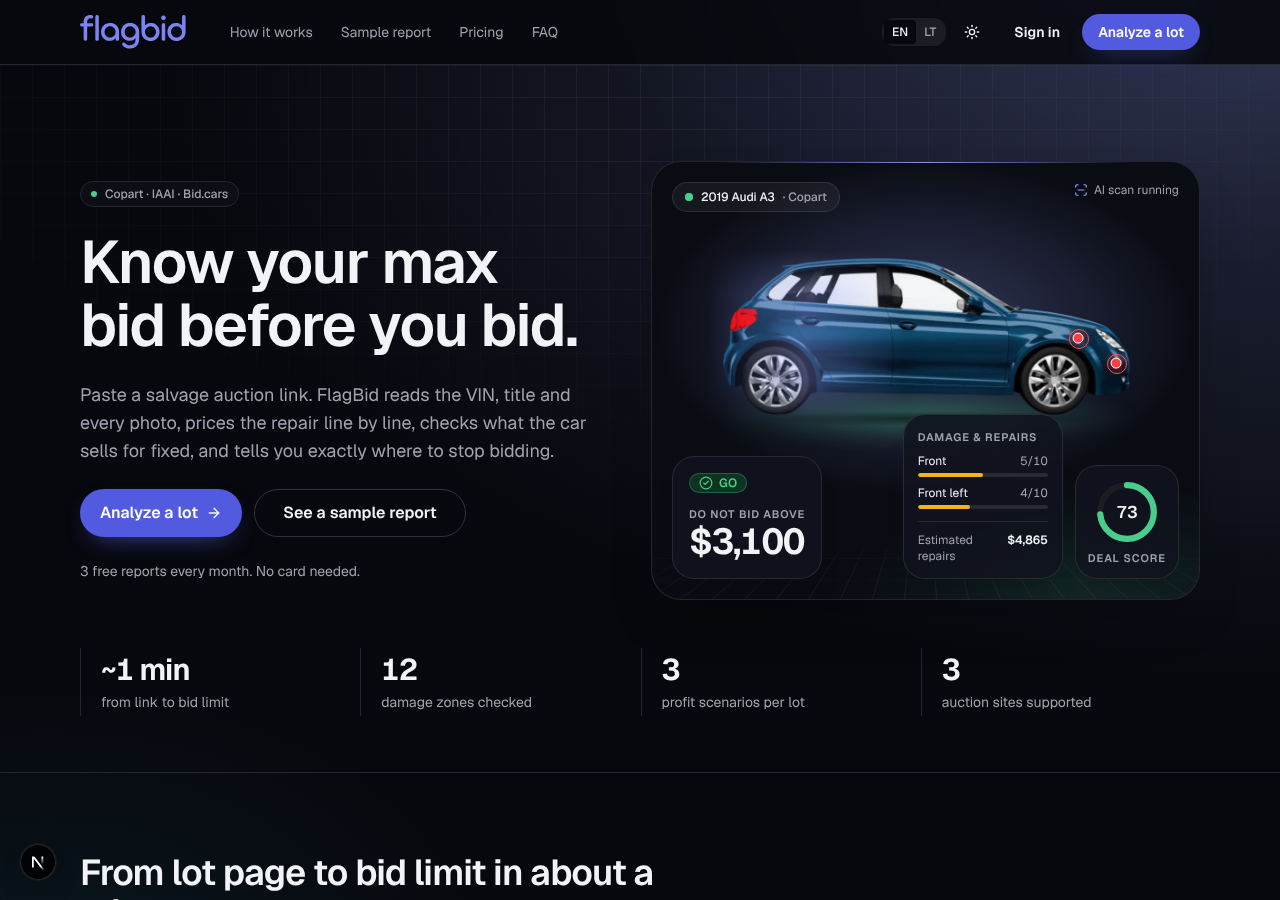 flagbid
How it works
Sample report
Pricing
FAQ
EN
LT
Sign in
Analyze a lot
Copart · IAAI · Bid.cars
Know your max
bid before you bid.
Paste a salvage auction link. FlagBid reads the VIN, title and
every photo, prices the repair line by line, checks what the car
sells for fixed, and tells you exactly where to stop bidding.
Analyze a lot →
See a sample report
3 free reports every month. No card needed.
2019 Audi A3 · Copart
AI scan running
GO
DO NOT BID ABOVE
$3,100
DAMAGE & REPAIRS
Front 5/10
Front left 4/10
Estimated repairs $4,865
73
DEAL SCORE
~1 min
from link to bid limit
12
damage zones checked
3
profit scenarios per lot
3
auction sites supported
N
From lot page to bid limit in about a